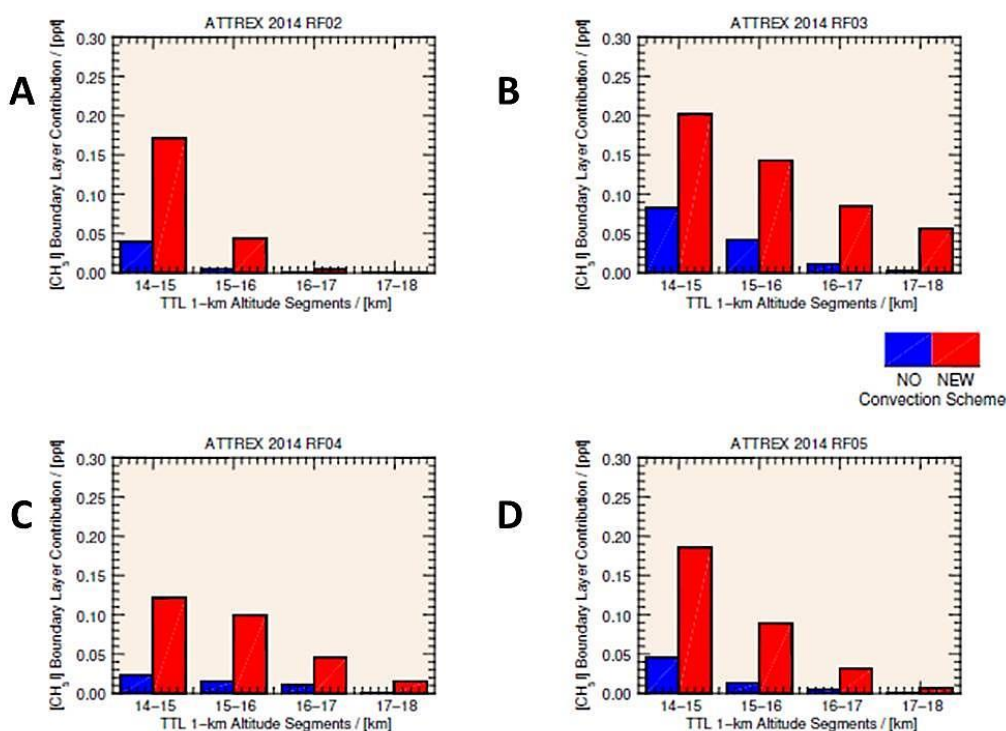 A
ATTREX 2014 RF02
[CH3I] Boundary Layer Contribution / [ppt]
0.30
0.25
0.20
0.15
0.10
0.05
0.00
14–15 15–16 16–17 17–18
TTL 1–km Altitude Segments / [km]
B
ATTREX 2014 RF03
[CH3I] Boundary Layer Contribution / [ppt]
0.30
0.25
0.20
0.15
0.10
0.05
0.00
14–15 15–16 16–17 17–18
TTL 1–km Altitude Segments / [km]
NO NEW
Convection Scheme
C
ATTREX 2014 RF04
[CH3I] Boundary Layer Contribution / [ppt]
0.30
0.25
0.20
0.15
0.10
0.05
0.00
14–15 15–16 16–17 17–18
TTL 1–km Altitude Segments / [km]
D
ATTREX 2014 RF05
[CH3I] Boundary Layer Contribution / [ppt]
0.30
0.25
0.20
0.15
0.10
0.05
0.00
14–15 15–16 16–17 17–18
TTL 1–km Altitude Segments / [km]